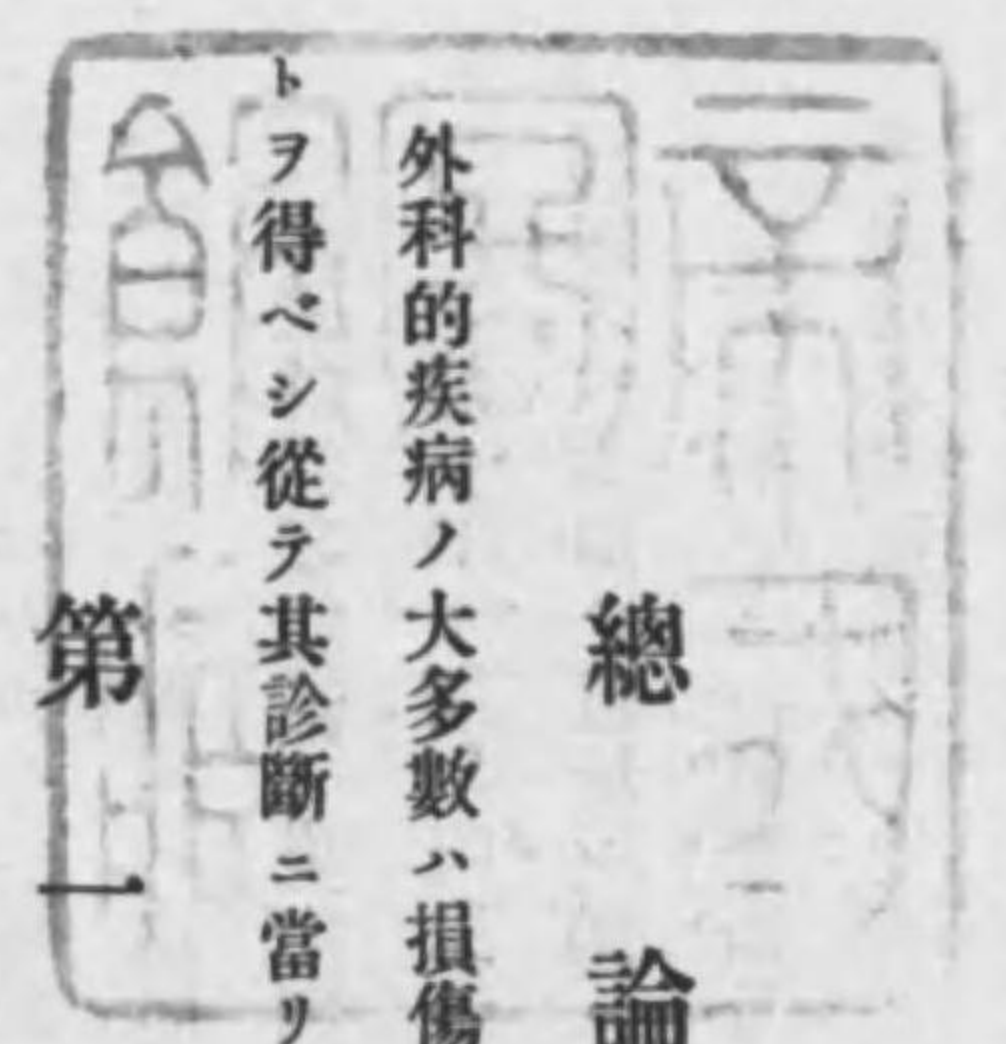 總論
外科的疾病ノ大多數ハ損傷
トヲ得ベシ從テ其診斷ニ當リ
第一